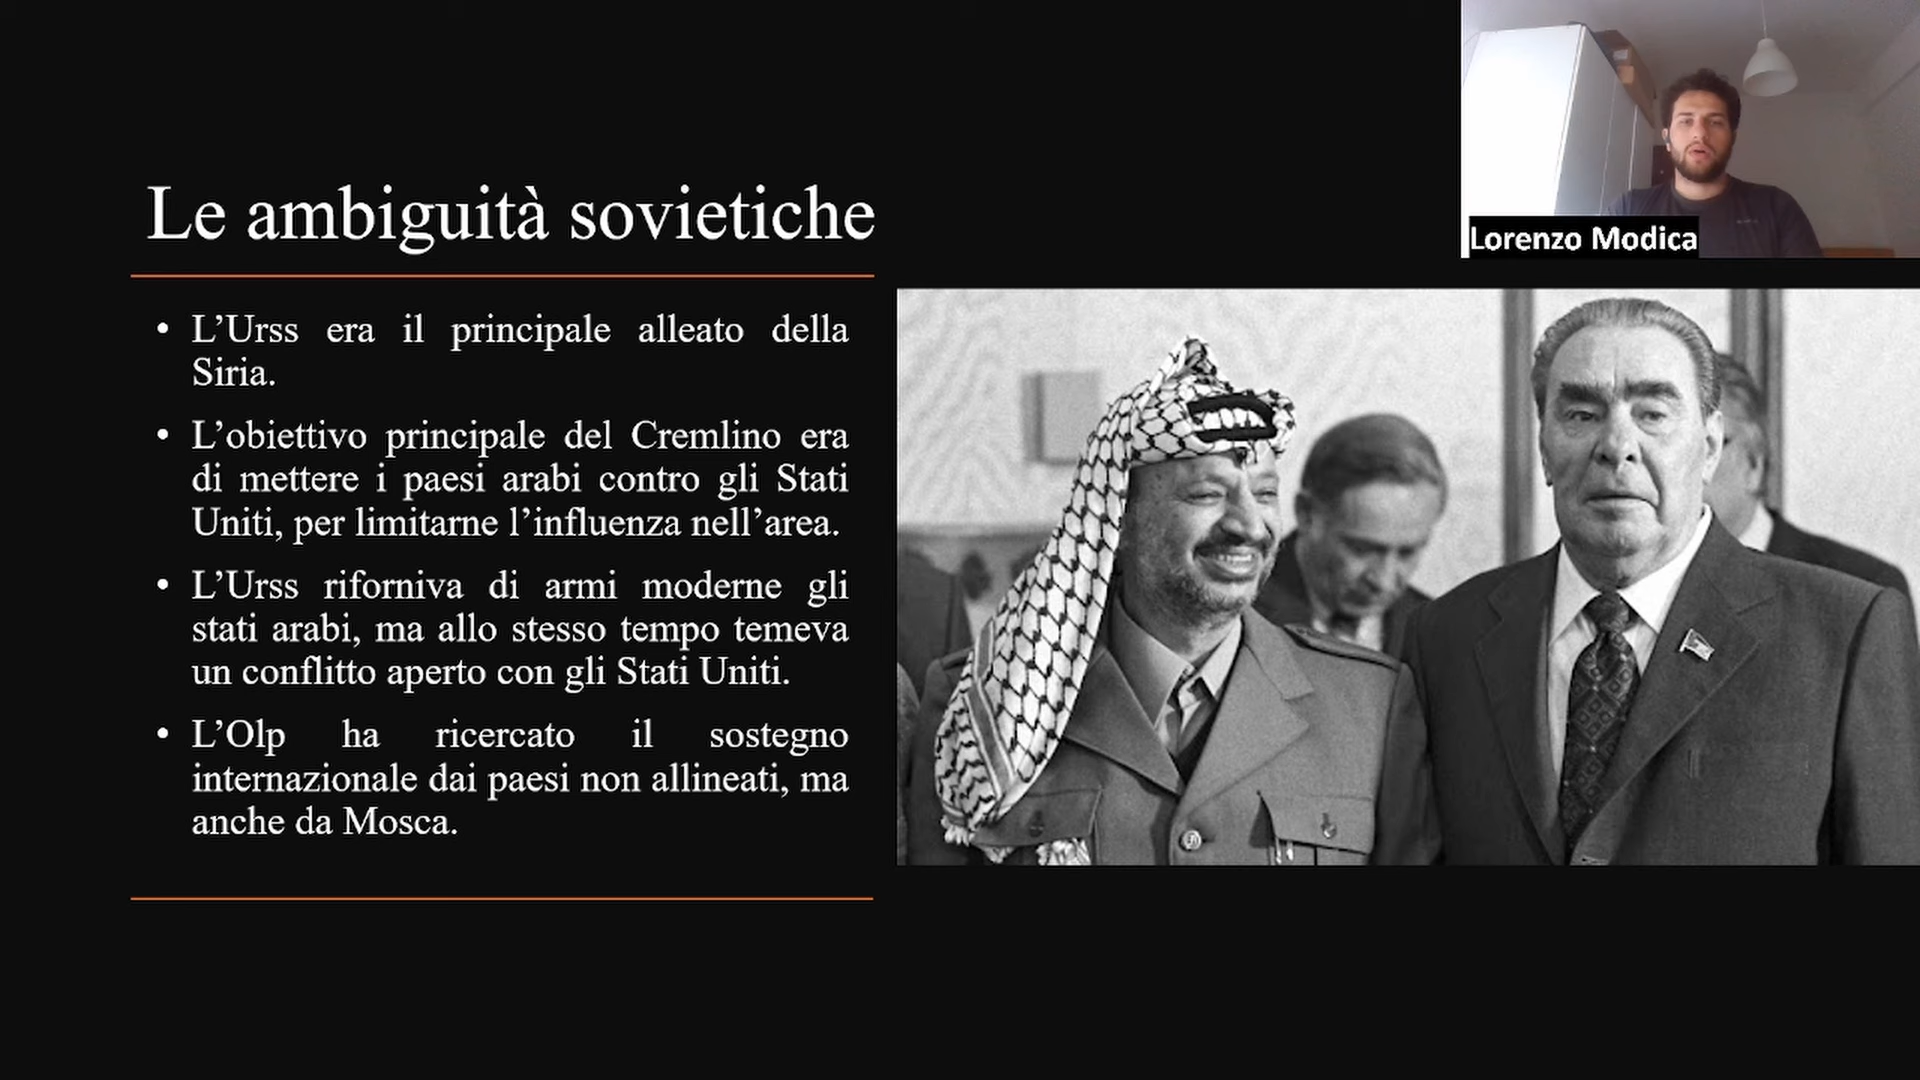 Le ambiguità sovietiche
• L’Urss era il principale alleato della
Siria.
• L’obiettivo principale del Cremlino era
di mettere i paesi arabi contro gli Stati
Uniti, per limitarne l’influenza nell’area.
• L’Urss riforniva di armi moderne gli
stati arabi, ma allo stesso tempo temeva
un conflitto aperto con gli Stati Uniti.
• L’Olp ha ricercato il sostegno
internazionale dai paesi non allineati, ma
anche da Mosca.
Lorenzo Modica